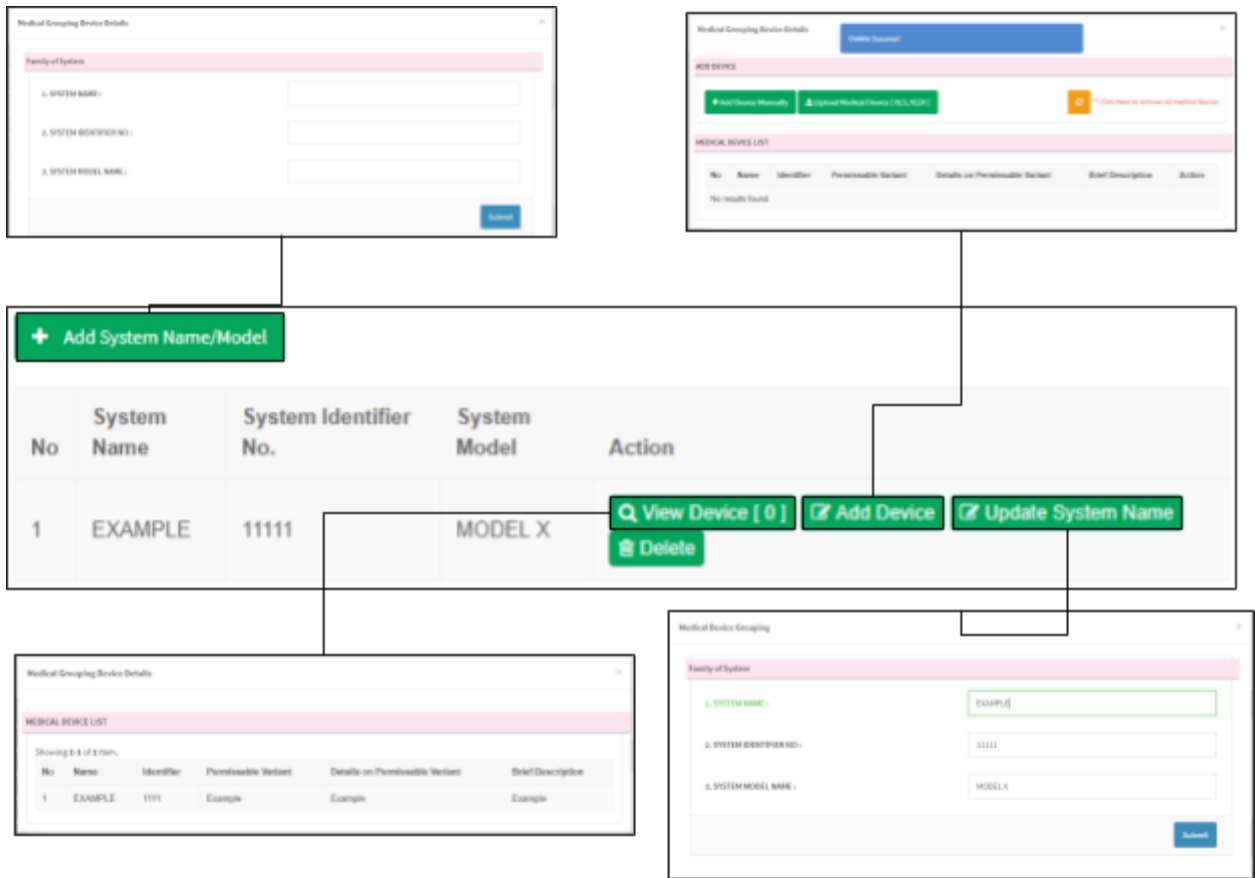 Medical Grouping Device Details
×
Family of System
1. SYSTEM NAME :
2. SYSTEM IDENTIFIER NO :
3. SYSTEM MODEL NAME :
Submit
Medical Grouping Device Details
Delete Success!
×
ADD DEVICE
Add Device Manually
Upload Medical Device ( XLS, XLSX )
** Click Here to remove all medical device
MEDICAL DEVICE LIST
No Name Identifier Permissable Variant Details on Permissable Variant Brief Description Action
No results found.
+ Add System Name/Model
No System Name System Identifier No. System Model Action
1 EXAMPLE 11111 MODEL X View Device [ 0 ] Add Device Update System Name
Delete
Medical Grouping Device Details
×
MEDICAL DEVICE LIST
Showing 1-1 of 1 item.
No Name Identifier Permissable Variant Details on Permissable Variant Brief Description
1 EXAMPLE 1111 Example Example Example
Medical Device Grouping
×
Family of System
1. SYSTEM NAME : EXAMPLE
2. SYSTEM IDENTIFIER NO : 11111
3. SYSTEM MODEL NAME : MODEL X
Submit